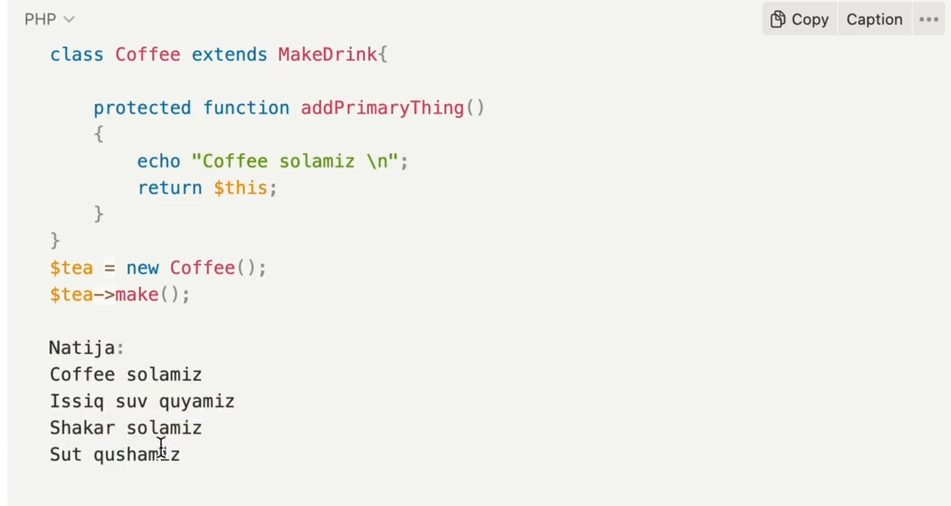 PHP
Copy Caption
class Coffee extends MakeDrink{
protected function addPrimaryThing()
{
echo "Coffee solamiz \n";
return $this;
}
}
$tea = new Coffee();
$tea->make();
Natija:
Coffee solamiz
Issiq suv quyamiz
Shakar solamiz
Sut qushamiz